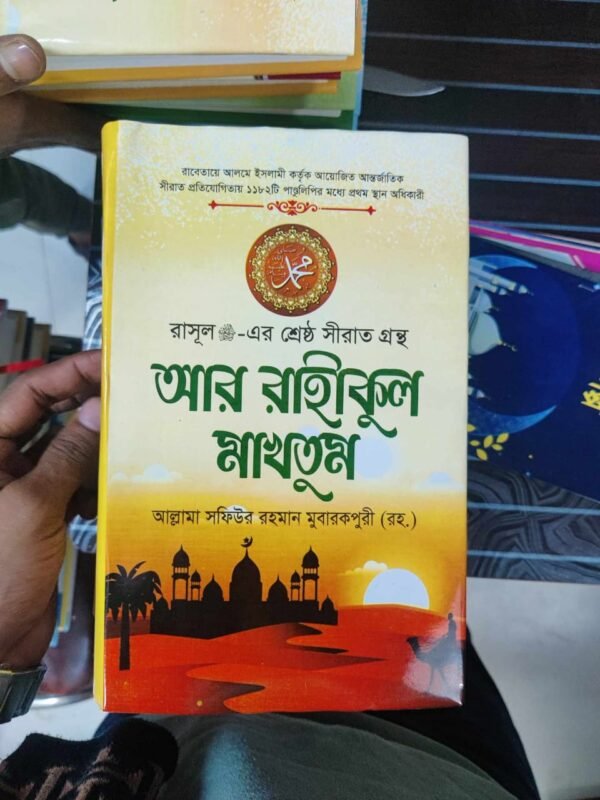 রাবেতায়ে আলমে ইসলামী কর্তৃক আয়োজিত আন্তর্জাতিক
সীরাত প্রতিযোগিতায় ১১৮২টি পাণ্ডুলিপির মধ্যে প্রথম স্থান অধিকারী
محمد
রাসূল ﷺ-এর শ্রেষ্ঠ সীরাত গ্রন্থ
আর রাহীকুল
মাখতুম
আল্লামা সফিউর রহমান মুবারকপুরী (রহ.)